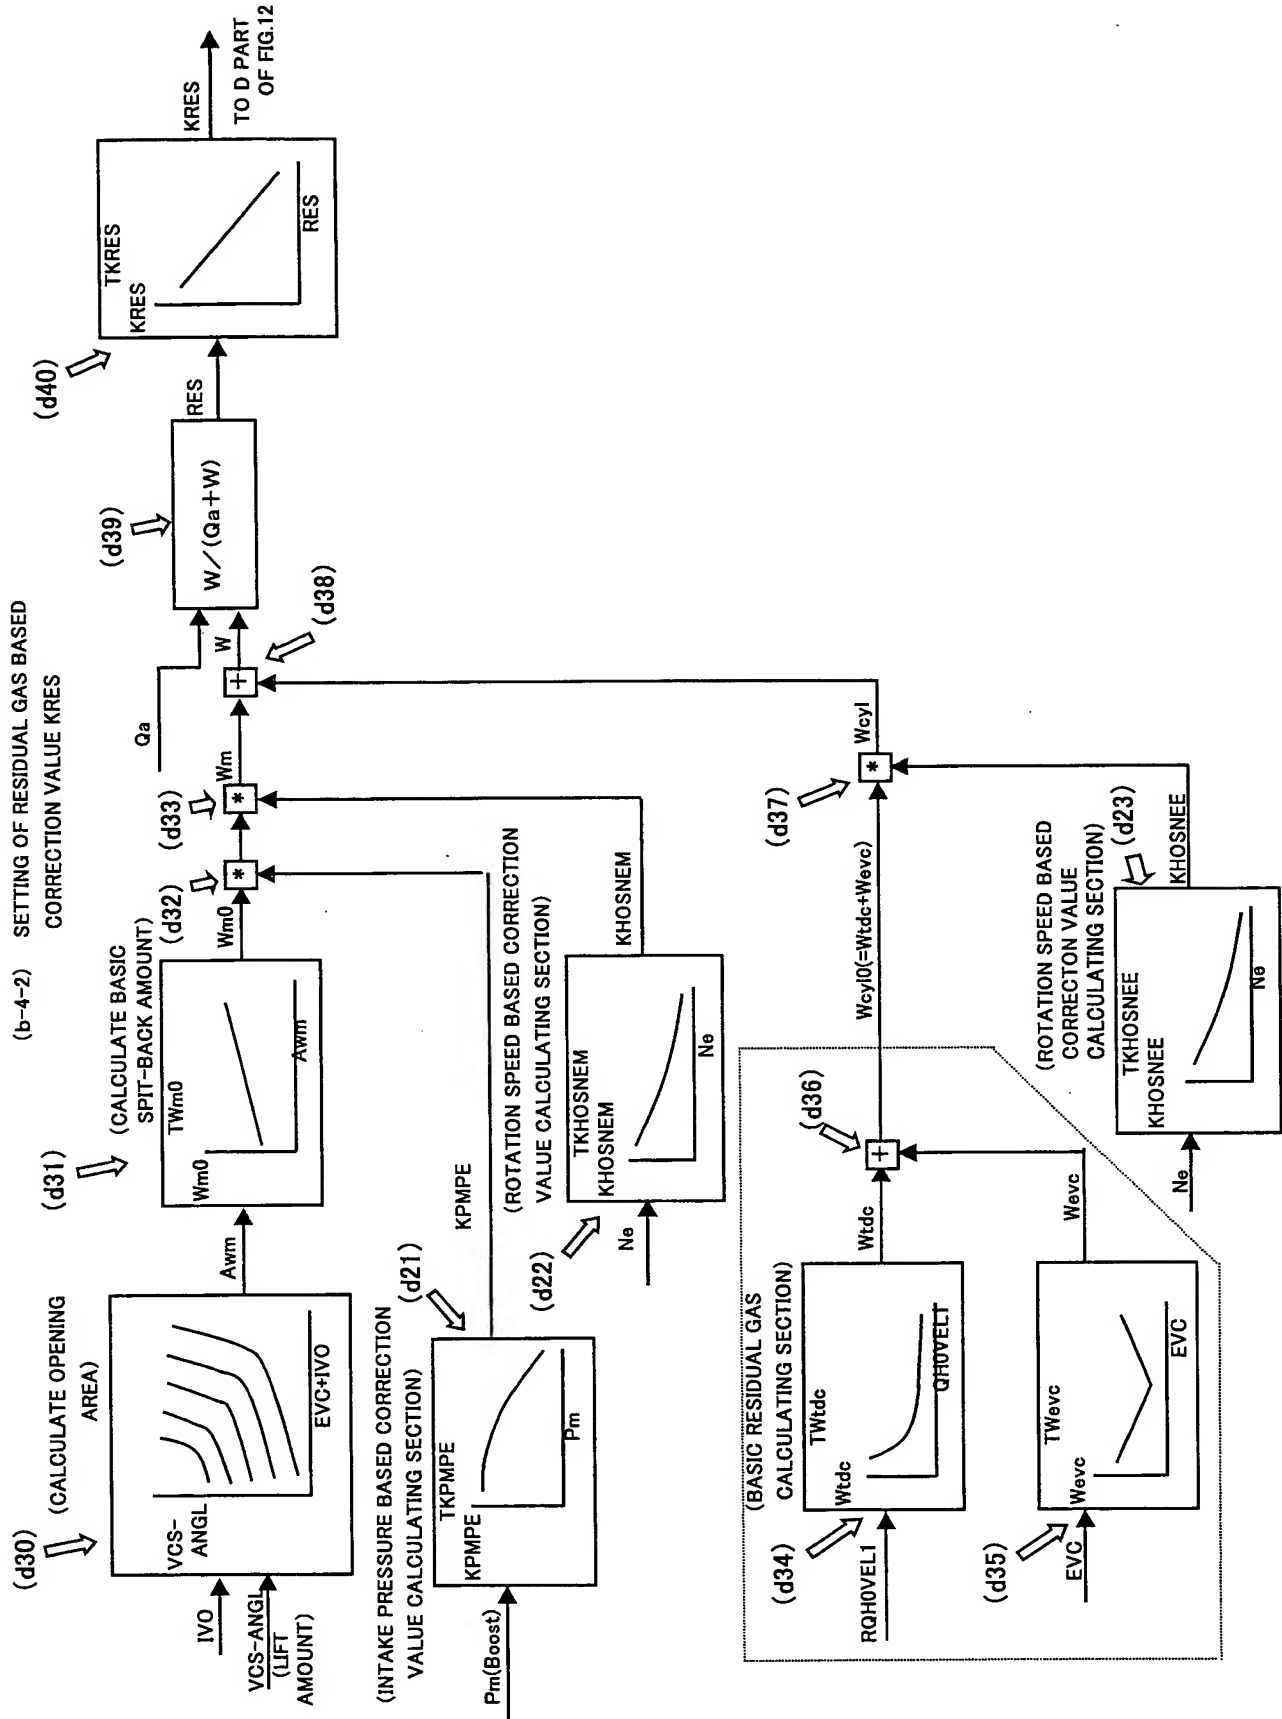 (b-4-2) SETTING OF RESIDUAL GAS BASED
CORRECTION VALUE KRES
(d30)
(CALCULATE OPENING
AREA)
VCS-
ANGL
EVC+IVO
IVO
VCS-ANGL
(LIFT
AMOUNT)
Awm
(d31)
(CALCULATE BASIC
SPIT-BACK AMOUNT)
TWm0
Wm0
Awm
Wm0
(d32)
*
(d33)
*
Wm
Qa
+
(d38)
W
(d39)
W/(Qa+W)
RES
(d40)
TKRES
KRES
RES
KRES
TO D PART
OF FIG.12
(INTAKE PRESSURE BASED CORRECTION
VALUE CALCULATING SECTION)
(d21)
TKPMPE
KPMPE
Pm
Pm(Boost)
KPMPE
(ROTATION SPEED BASED CORRECTION
VALUE CALCULATING SECTION)
(d22)
TKHOSNEM
KHOSNEM
Ne
Ne
KHOSNEM
(BASIC RESIDUAL GAS
CALCULATING SECTION)
(d34)
TWtdc
Wtdc
QH0VEL1
RQH0VEL1
Wtdc
(d35)
TWevc
Wevc
EVC
EVC
Wevc
(d36)
+
Wcyl0(=Wtdc+Wevc)
(d37)
*
Wcyl
(ROTATION SPEED BASED
CORRECTON VALUE
CALCULATING SECTION)
(d23)
TKHOSNEE
KHOSNEE
Ne
Ne
KHOSNEE